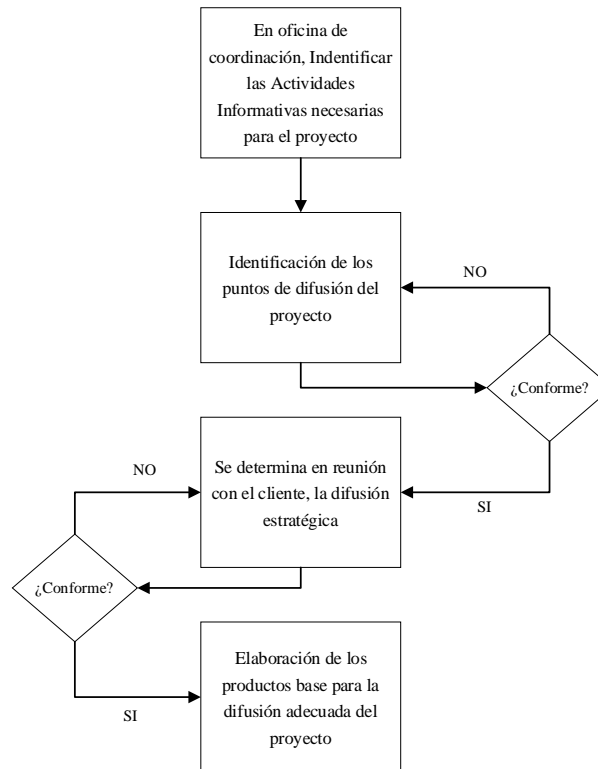 En oficina de
coordinación, Indentificar
las Actividades
Informativas necesarias
para el proyecto
Identificación de los
puntos de difusión del
proyecto
NO
¿Conforme?
SI
Se determina en reunión
con el cliente, la difusión
estratégica
NO
¿Conforme?
SI
Elaboración de los
productos base para la
difusión adecuada del
proyecto